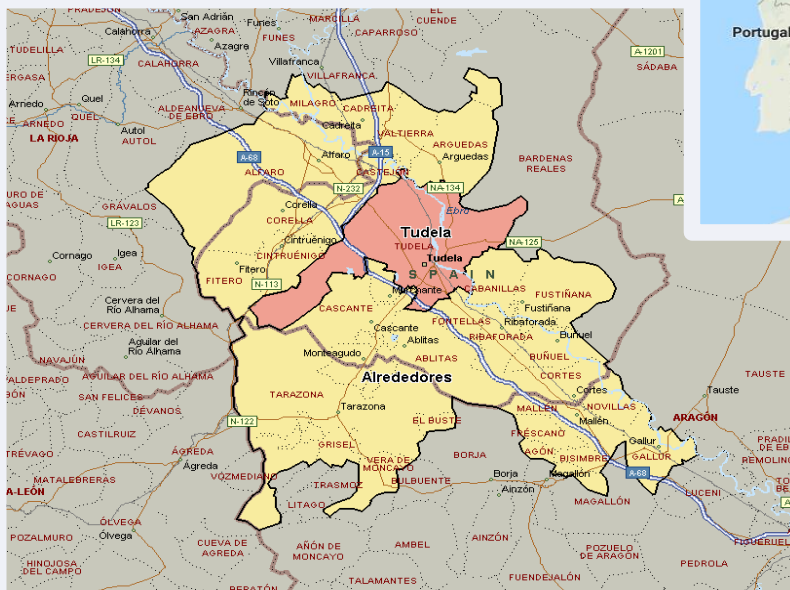 PRADEJÓN
San Adrián
MARCILLA
EL
CUENDE
Portugal
Calahorra
AZAGRA
Funes
FUNES
CAPARROSO
TUDELILLA
LR-134
Azagra
A-1201
CALAHORRA
Villafranca
VILLAFRANCA
SÁDABA
Arnedo
Quel
ALDEANUEVA
DE EBRO
Rincón
de Soto
MILAGRO
CADREITA
ARNEDO
QUEL
Autol
AUTOL
Cadreita
VALTIERRA
LA RIOJA
ARGUEDAS
Arguedas
BARDENAS
REALES
A-68
Alfaro
A-15
ALFARO
CASTEJÓN
N-232
NA-134
GRÁVALOS
Corella
CORELLA
Ebro
LR-123
Tudela
TUDELA
NA-125
Cintruénigo
CINTRUÉNIGO
Tudela
Cornago
Igea
IGEA
Fitero
FITERO
SPAIN
CORNAGO
N-113
Murchante
CABANILLAS
FUSTIÑANA
Cervera del
Río Alhama
CASCANTE
Fustiñana
CERVERA DEL RÍO ALHAMA
Cascante
FONTELLAS
Ribaforada
Aguilar del
Río Alhama
Ablitas
RIBAFORADA
Buñuel
NAVAJÚN
Monteagudo
ABLITAS
BUÑUEL
VALDEPRADO
AGUILAR DEL RÍO ALHAMA
Alrededores
CORTES
TAUSTE
SAN FELICES
TARAZONA
Cortes
Tauste
DÉVANOS
Tarazona
MALLÉN
NOVILLAS
Mallén
ARAGÓN
CASTILRUIZ
N-122
EL BUSTE
FRÉSCANO
GRISEL
AGÓN
Gallur
TRÉVAGO
ÁGREDA
Ágreda
VERA DE
MONCAYO
BORJA
BISIMBRE
GALLUR
MATALEBRERAS
VOZMEDIANO
TRASMOZ
BULBUENTE
Borja
Magallón
A-68
LUCENI
LITAGO
Ainzón
MAGALLÓN
ÓLVEGA
Ólvega
POZALMURO
CUEVA DE
AGREDA
AÑÓN DE
MONCAYO
AMBEL
AINZÓN
POZUELO
DE ARAGÓN
HINOJOSA
DEL CAMPO
PEDROLA
BERATÓN
TALAMANTES
FUENDEJALÓN